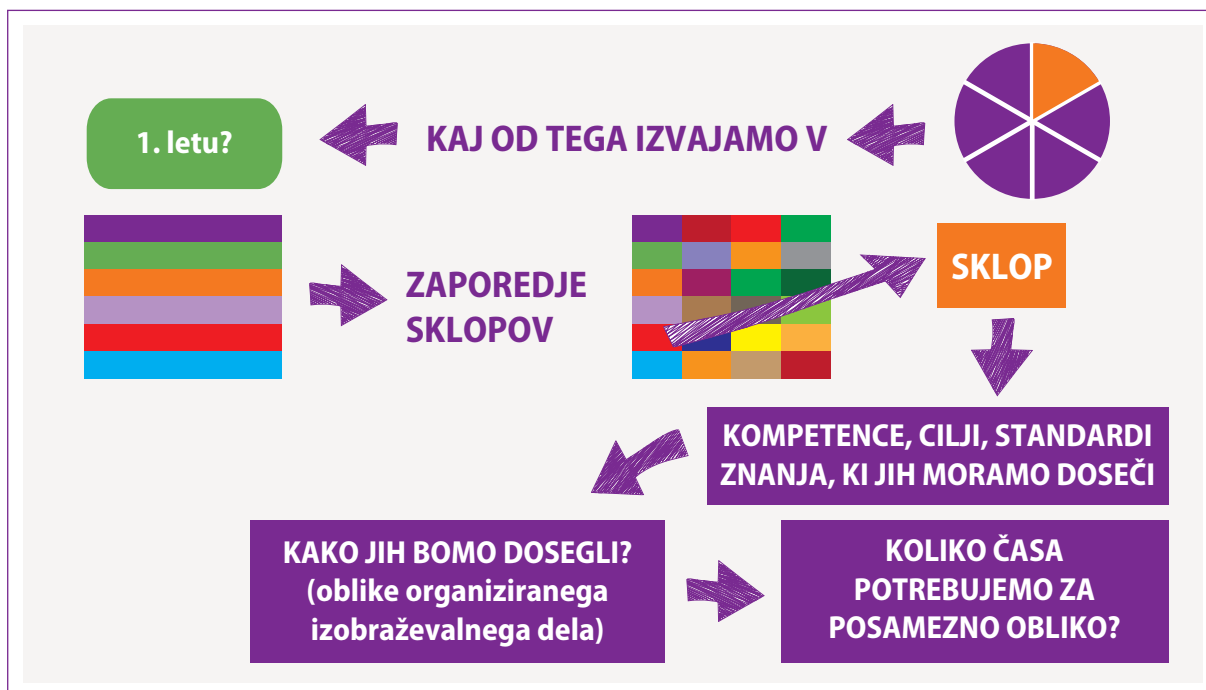 1. letu?
KAJ OD TEGA IZVAJAMO V
ZAPOREDJE
SKLOPOV
SKLOP
KOMPETENCE, CILJI, STANDARDI
ZNANJA, KI JIH MORAMO DOSEČI
KAKO JIH BOMO DOSEGLI?
(oblike organiziranega
izobraževalnega dela)
KOLIKO ČASA
POTREBUJEMO ZA
POSAMEZNO OBLIKO?